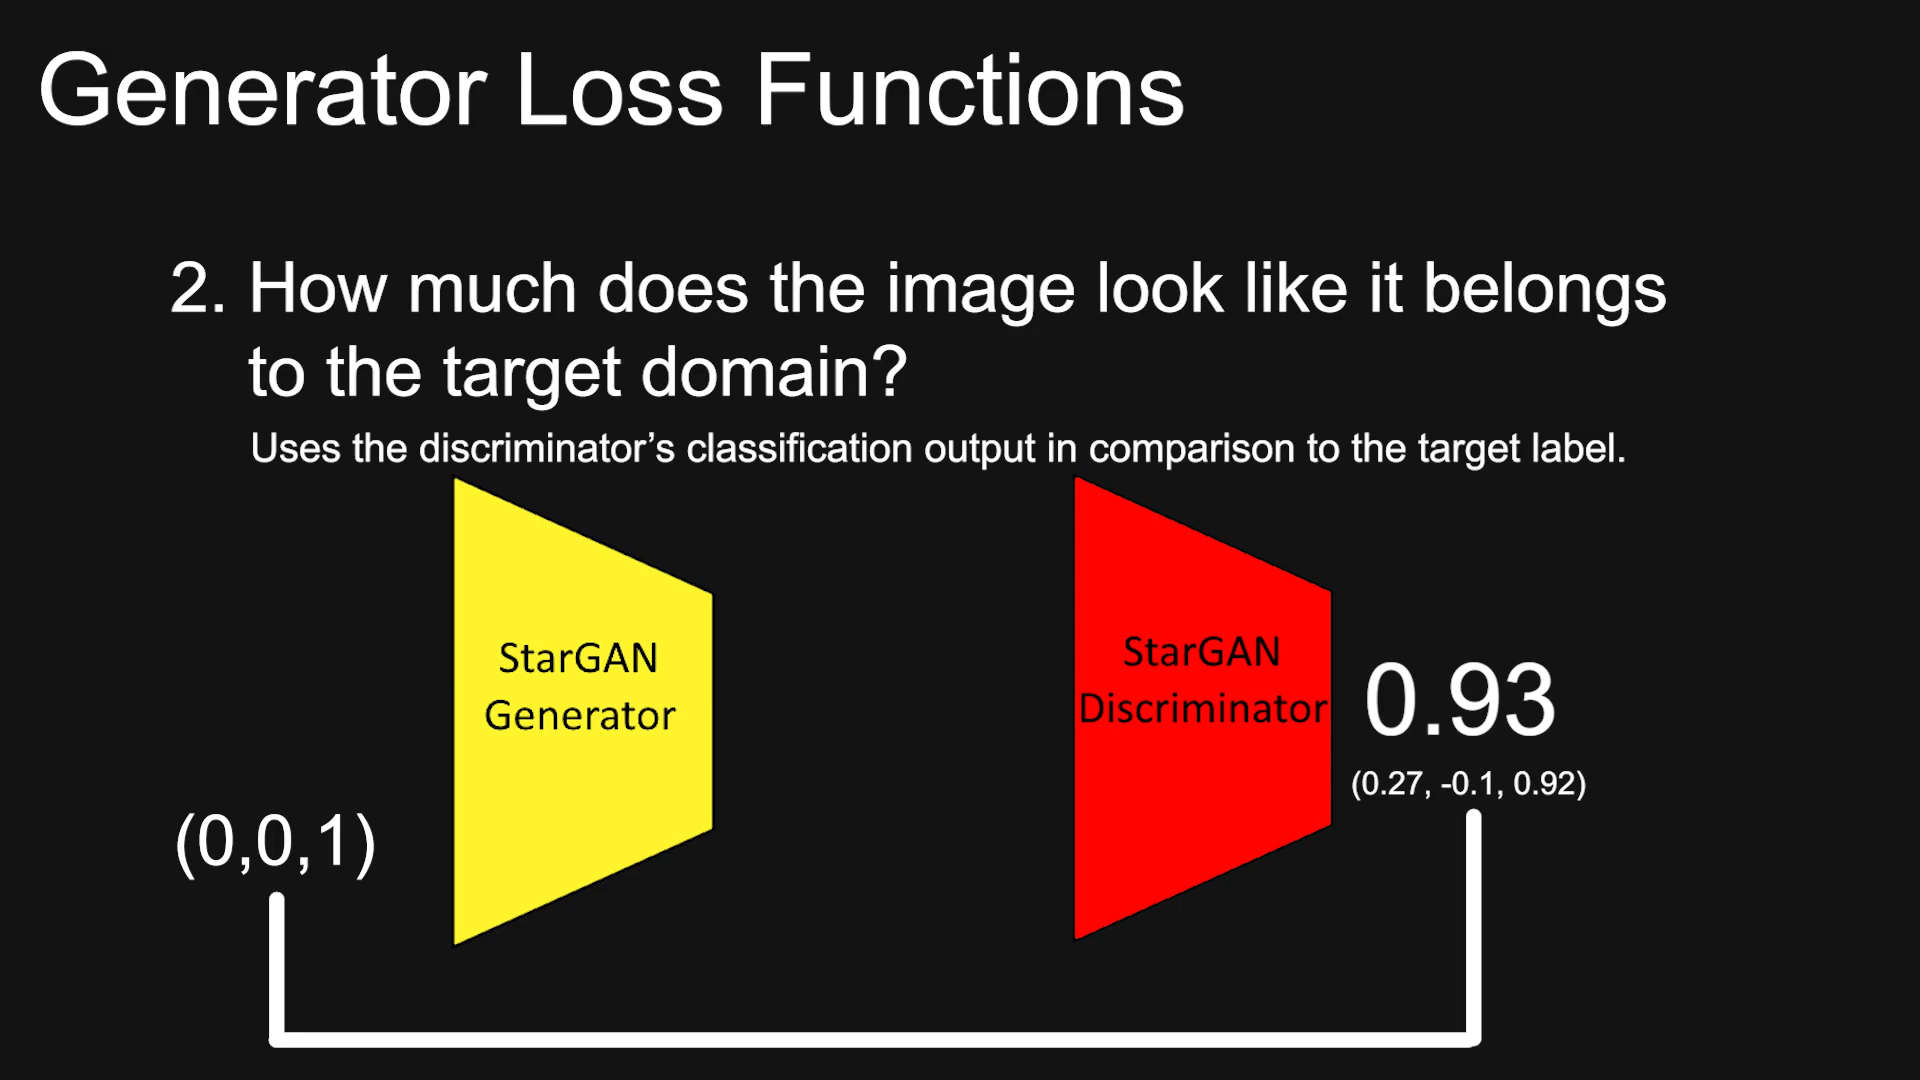 Generator Loss Functions
2. How much does the image look like it belongs
to the target domain?
Uses the discriminator’s classification output in comparison to the target label.
StarGAN
Generator
StarGAN
Discriminator
0.93
(0.27, -0.1, 0.92)
(0,0,1)